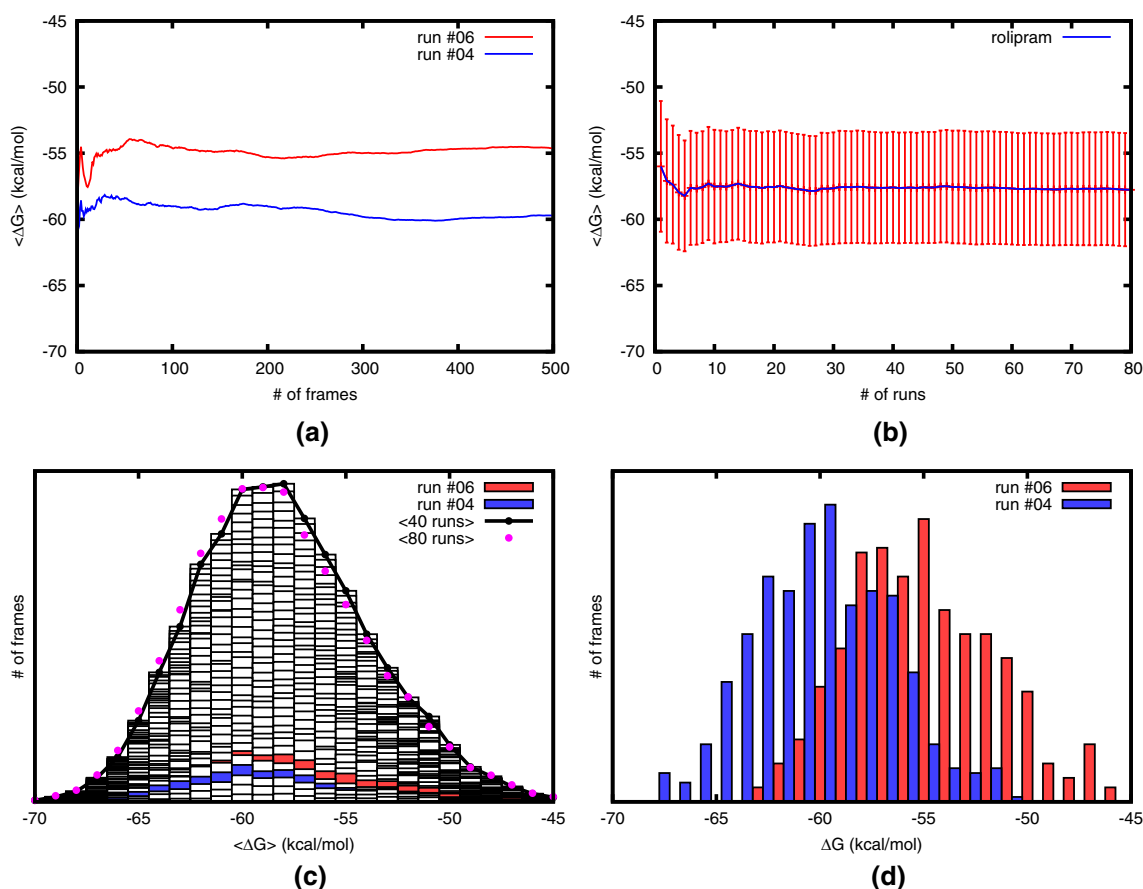 -45
-50
-55
-60
-65
-70
<ΔG> (kcal/mol)
run #06
run #04
0
100
200
300
400
500
# of frames
(a)
-45
-50
-55
-60
-65
-70
<ΔG> (kcal/mol)
rolipram
0
10
20
30
40
50
60
70
80
# of runs
(b)
# of frames
run #06
run #04
<40 runs>
<80 runs>
-70
-65
-60
-55
-50
-45
<ΔG> (kcal/mol)
(c)
# of frames
run #06
run #04
-70
-65
-60
-55
-50
-45
ΔG (kcal/mol)
(d)